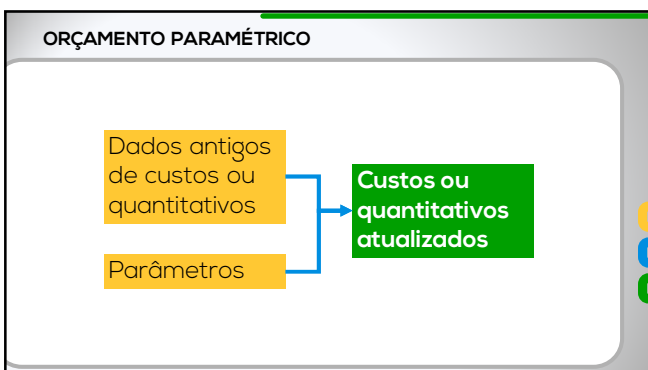 ORÇAMENTO PARAMÉTRICO
Dados antigos
de custos ou
quantitativos
Custos ou
quantitativos
atualizados
Parâmetros